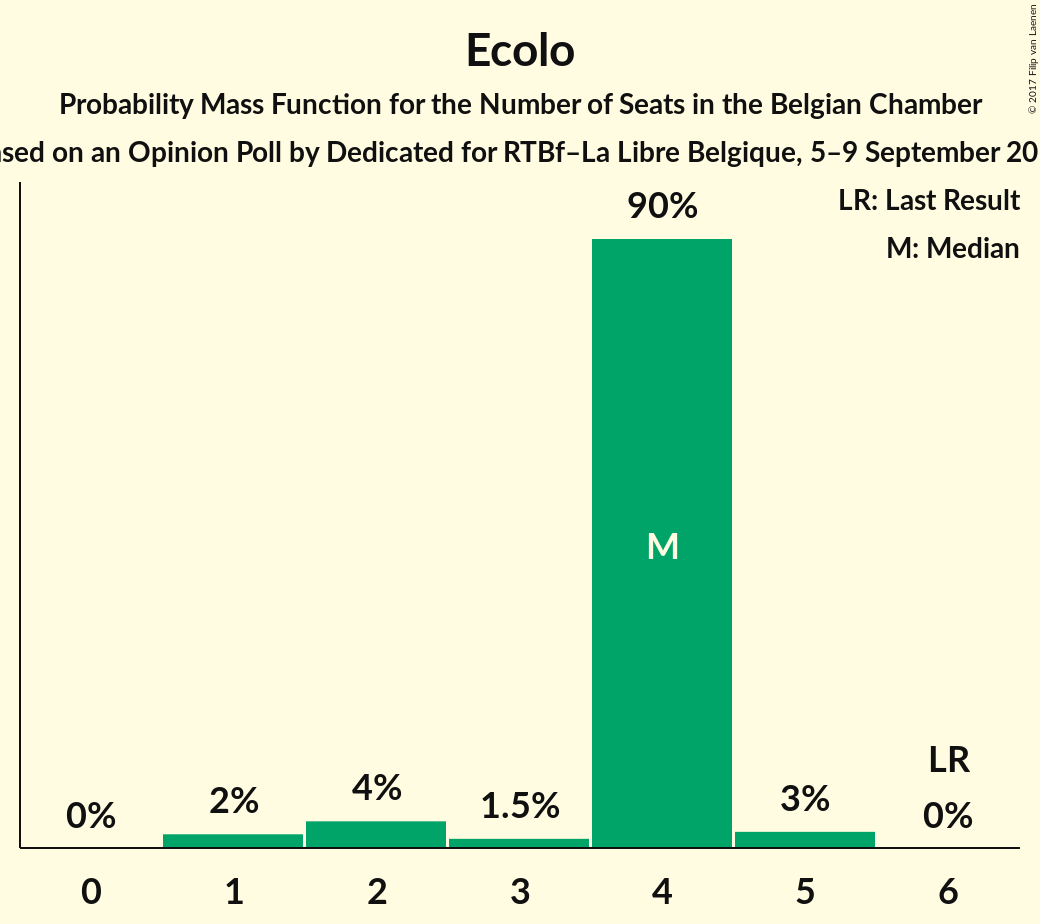 Ecolo
Probability Mass Function for the Number of Seats in the Belgian Chamber
on an Opinion Poll by Dedicated for RTBf–La Libre Belgique, 5–9 September
LR: Last Result
M: Median
90%
M
LR
0%
2%
4%
1.5%
3%
0%
0
1
2
3
4
5
6
© 2017 Filip van Laenen